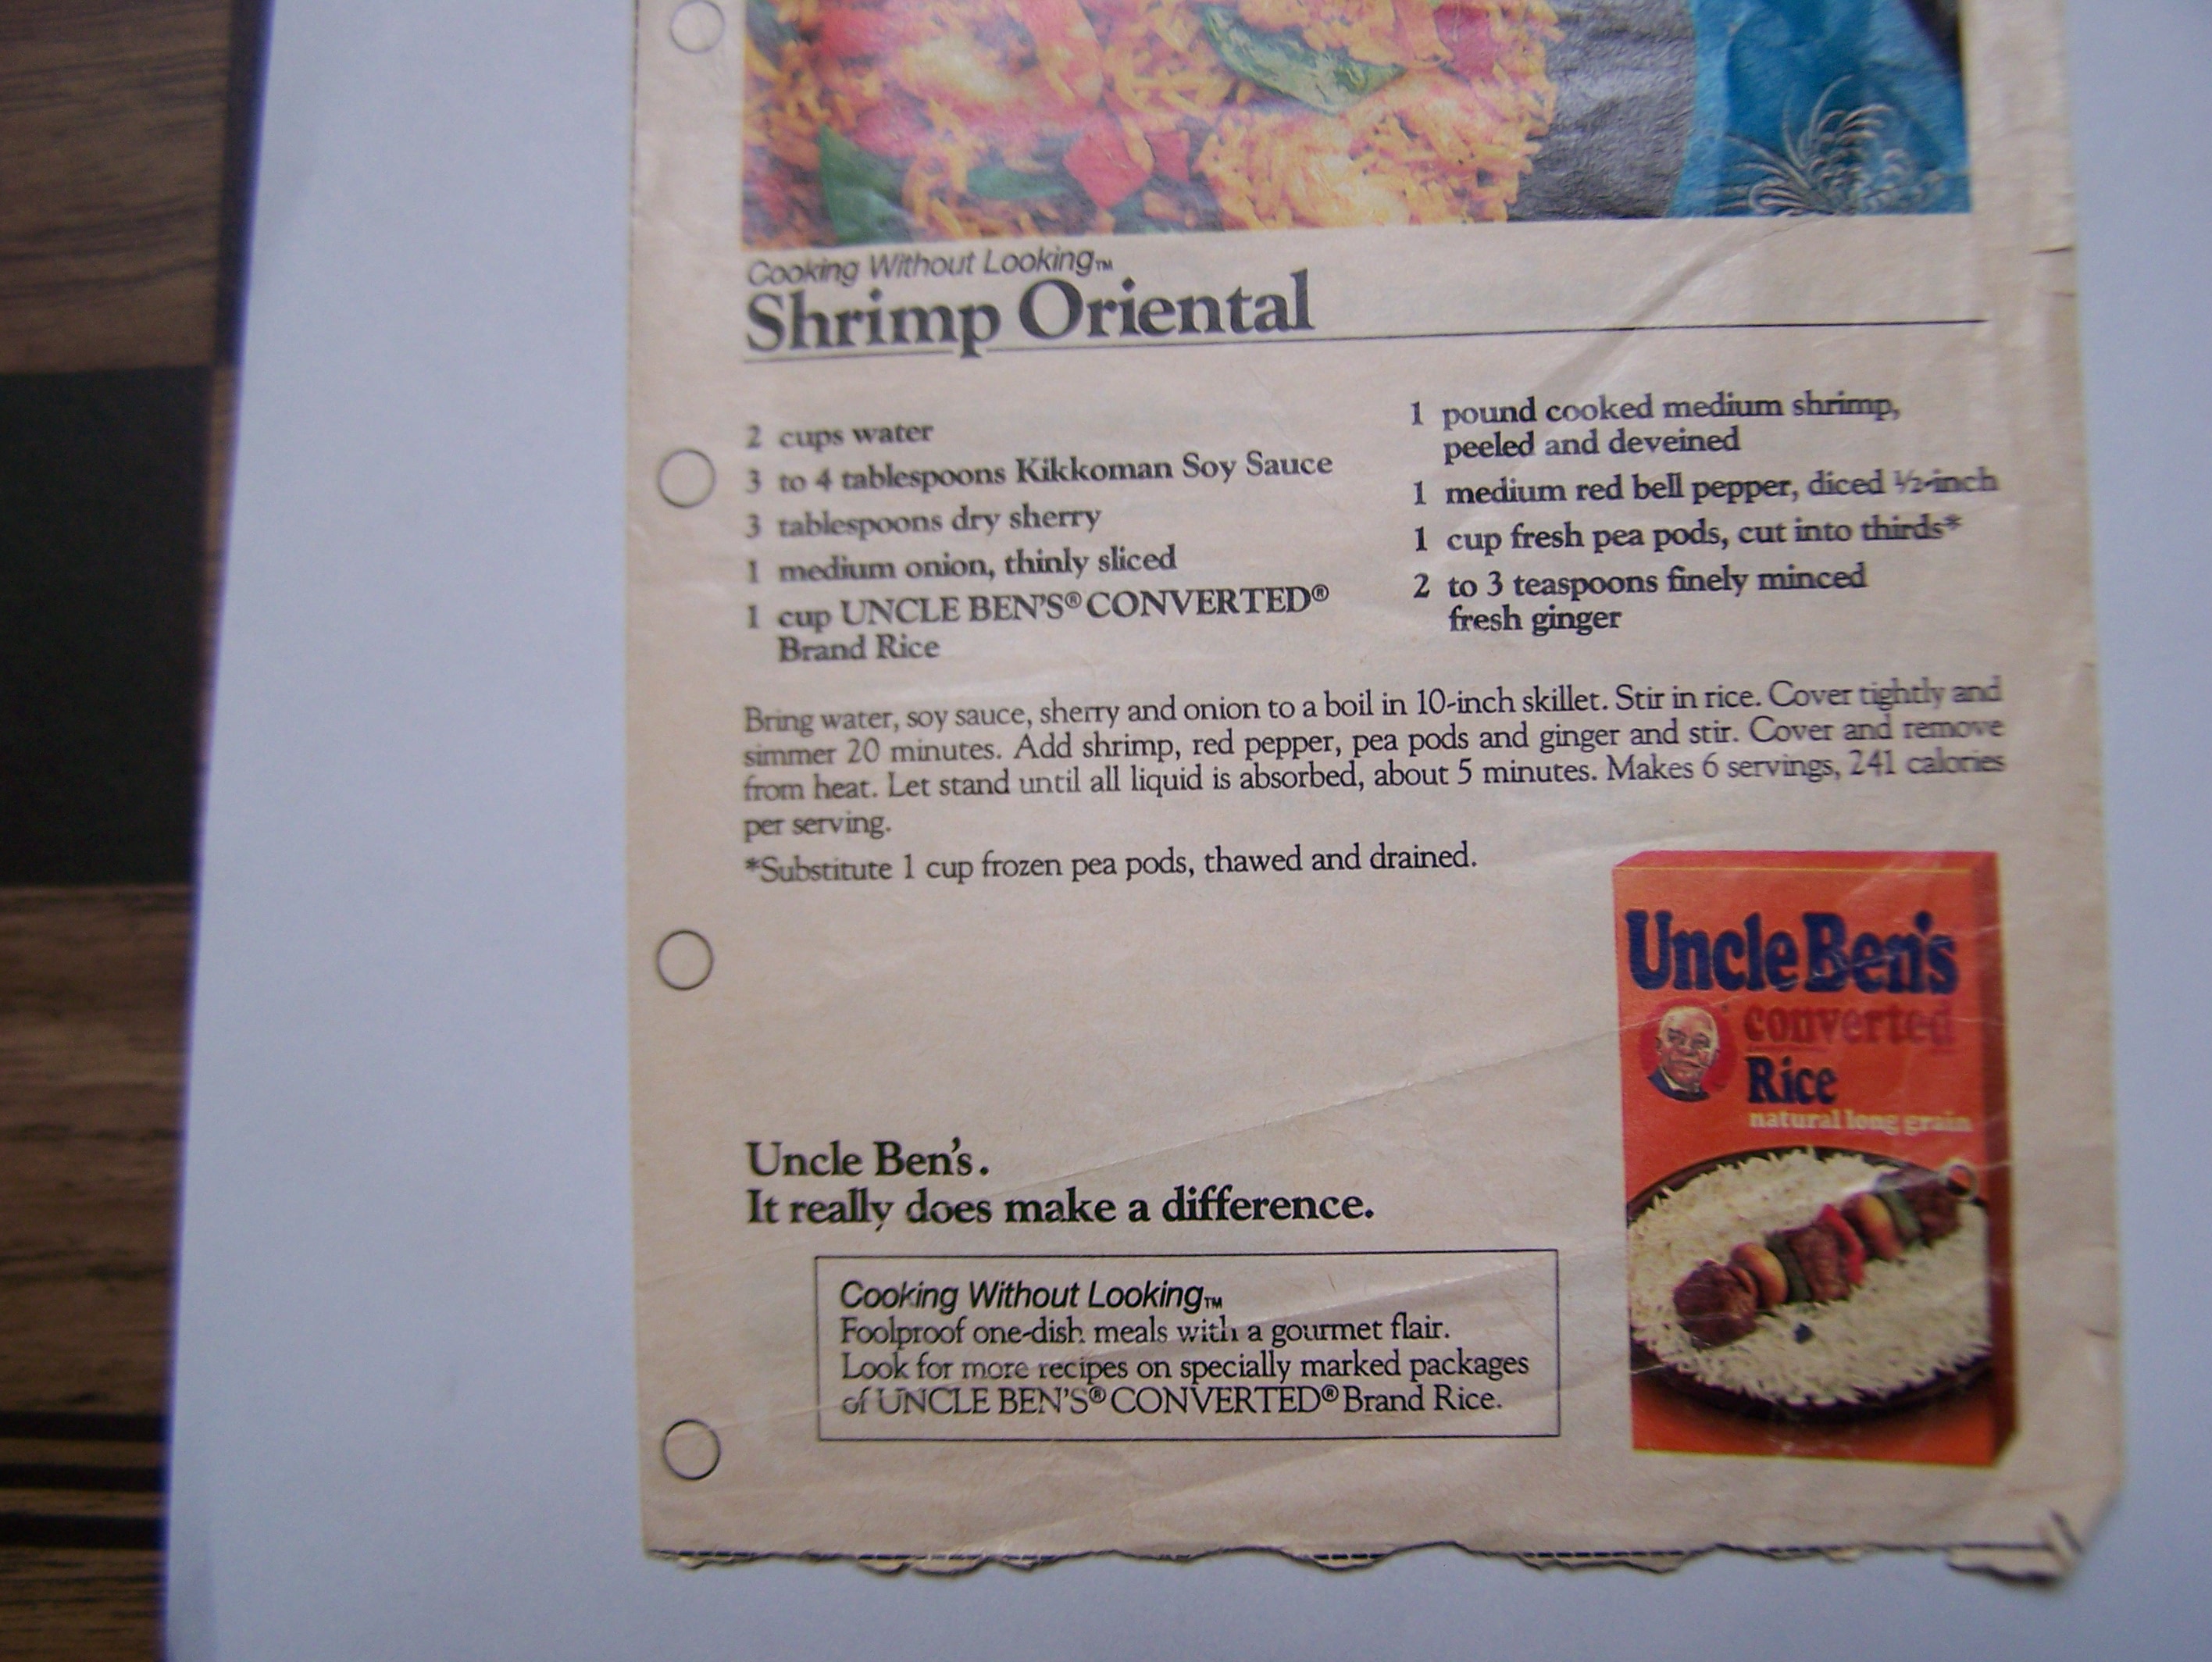 Cooking Without Looking™
Shrimp Oriental
2 cups water
3 to 4 tablespoons Kikkoman Soy Sauce
3 tablespoons dry sherry
1 medium onion, thinly sliced
1 cup UNCLE BEN'S® CONVERTED®
Brand Rice
1 pound cooked medium shrimp,
peeled and deveined
1 medium red bell pepper, diced ½-inch
1 cup fresh pea pods, cut into thirds*
2 to 3 teaspoons finely minced
fresh ginger
Bring water, soy sauce, sherry and onion to a boil in 10-inch skillet. Stir in rice. Cover tightly and
simmer 20 minutes. Add shrimp, red pepper, pea pods and ginger and stir. Cover and remove
from heat. Let stand until all liquid is absorbed, about 5 minutes. Makes 6 servings, 241 calories
per serving.
*Substitute 1 cup frozen pea pods, thawed and drained.
Uncle Ben's
converted
Rice
natural long grain
Uncle Ben's.
It really does make a difference.
Cooking Without Looking™
Foolproof one-dish meals with a gourmet flair.
Look for more recipes on specially marked packages
of UNCLE BEN'S® CONVERTED® Brand Rice.